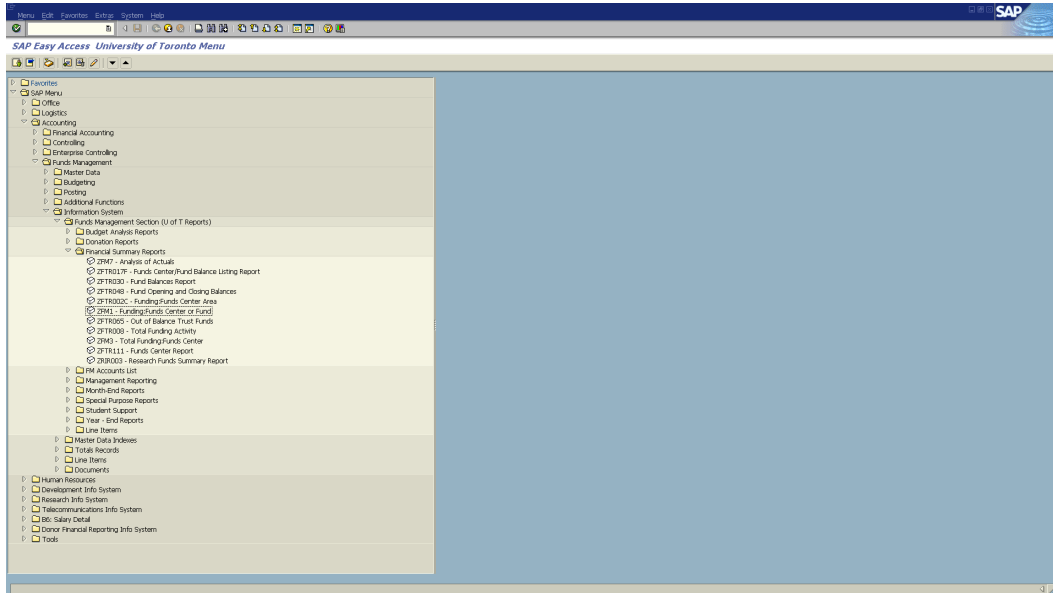 Menu Edit Favorites Extras System Help
SAP
SAP Easy Access University of Toronto Menu
Favorites
SAP Menu
Office
Logistics
Accounting
Financial Accounting
Controlling
Enterprise Controlling
Funds Management
Master Data
Budgeting
Posting
Additional Functions
Information System
Funds Management Section (U of T Reports)
Budget Analysis Reports
Donation Reports
Financial Summary Reports
ZFM7 - Analysis of Actuals
ZFTR017F - Funds Center/Fund Balance Listing Report
ZFTR030 - Fund Balances Report
ZFTR048 - Fund Opening and Closing Balances
ZFTR002C - Funding:Funds Center Area
ZFM1 - Funding:Funds Center or Fund
ZFTR065 - Out of Balance Trust Funds
ZFTR008 - Total Funding Activity
ZFM3 - Total Funding:Funds Center
ZFTR111 - Funds Center Report
ZRIR003 - Research Funds Summary Report
FM Accounts List
Management Reporting
Month-End Reports
Special Purpose Reports
Student Support
Year - End Reports
Line Items
Master Data Indexes
Totals Records
Line Items
Documents
Human Resources
Development Info System
Research Info System
Telecommunications Info System
B6: Salary Detail
Donor Financial Reporting Info System
Tools